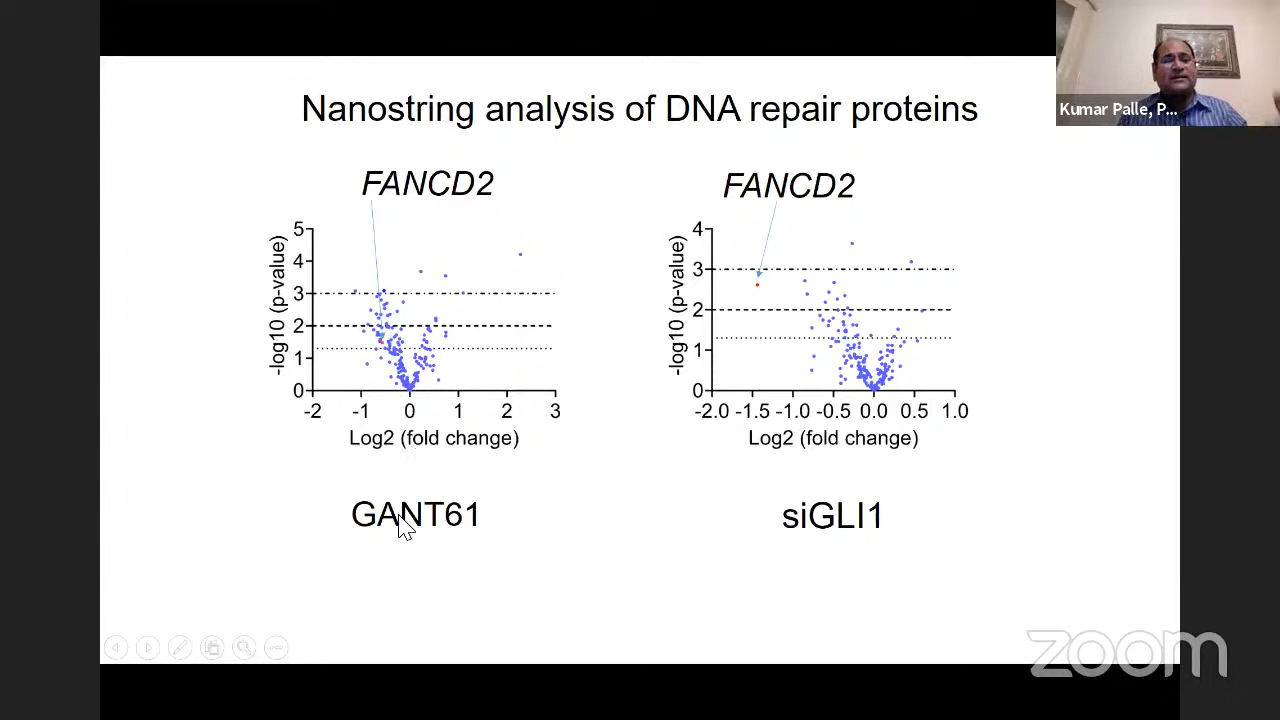 Nanostring analysis of DNA repair proteins
Kumar Palle, P...
FANCD2
5
4
3
2
1
0
-log10 (p-value)
-2 -1 0 1 2 3
Log2 (fold change)
GANT61
FANCD2
4
3
2
1
0
-log10 (p-value)
-2.0 -1.5 -1.0 -0.5 0.0 0.5 1.0
Log2 (fold change)
siGLI1
zoom